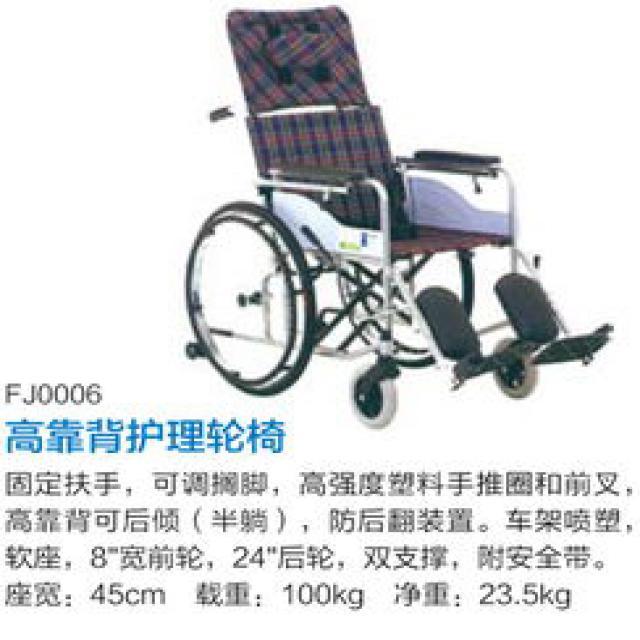 FJ0006
高靠背护理轮椅
固定扶手，可调搁脚，高强度塑料手推圈和前叉，
高靠背可后倾（半躺），防后翻装置。车架喷塑，
软座，8"宽前轮，24"后轮，双支撑，附安全带。
座宽：45cm 载重：100kg 净重：23.5kg